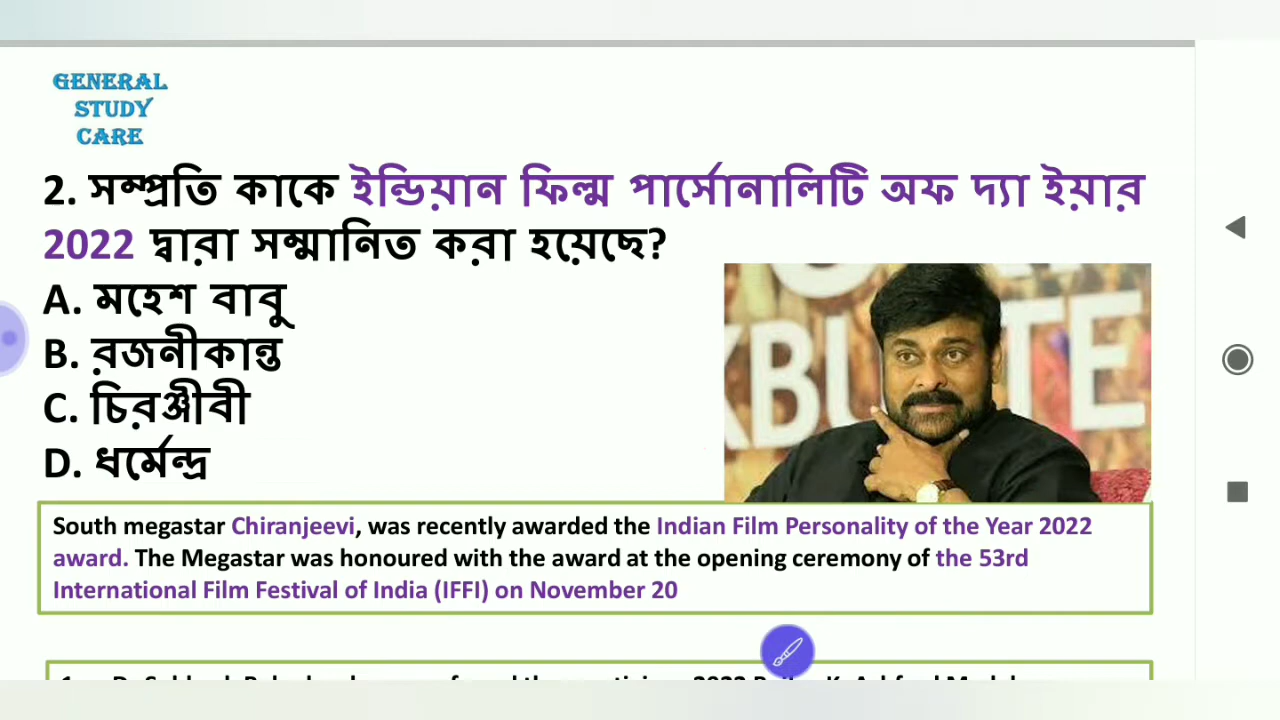 GENERAL
STUDY
CARE
2. সম্প্রতি কাকে ইন্ডিয়ান ফিল্ম পার্সোনালিটি অফ দ্যা ইয়ার
2022 দ্বারা সম্মানিত করা হয়েছে?
A. মহেশ বাবু
B. রজনীকান্ত
C. চিরঞ্জীবী
D. ধর্মেন্দ্র
South megastar Chiranjeevi, was recently awarded the Indian Film Personality of the Year 2022
award. The Megastar was honoured with the award at the opening ceremony of the 53rd
International Film Festival of India (IFFI) on November 20